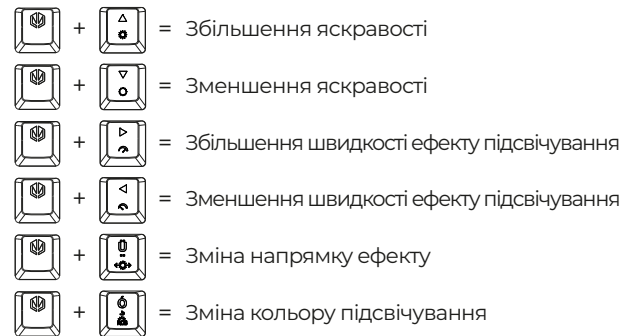 + = Збільшення яскравості
+ = Зменшення яскравості
+ = Збільшення швидкості ефекту підсвічування
+ = Зменшення швидкості ефекту підсвічування
+ = Зміна напрямку ефекту
+ = Зміна кольору підсвічування